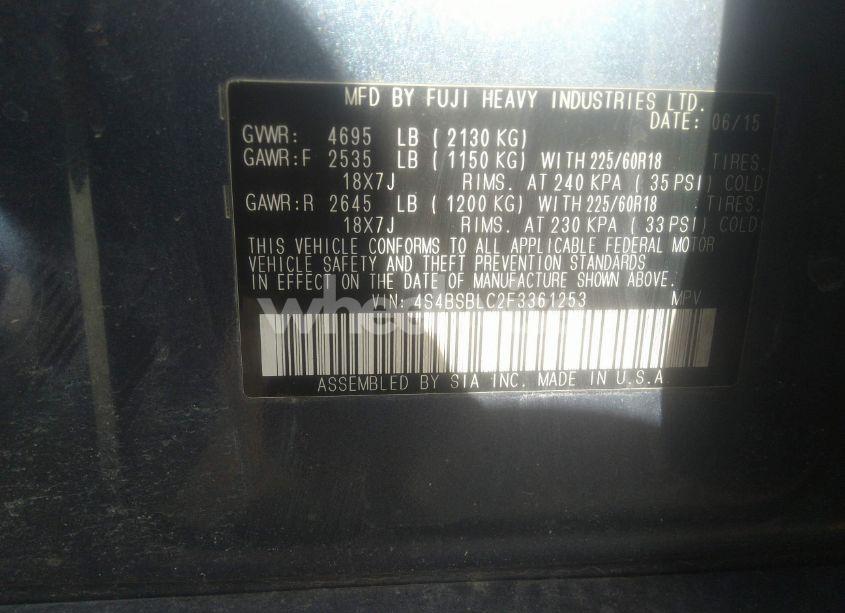 MFD BY FUJI HEAVY INDUSTRIES LTD.
DATE: 06/15
GVWR: 4695 LB ( 2130 KG)
GAWR:F 2535 LB ( 1150 KG) WITH 225/60R18 TIRES.
18X7J RIMS. AT 240 KPA ( 35 PSI) COLD
GAWR:R 2645 LB ( 1200 KG) WITH 225/60R18 TIRES.
18X7J RIMS. AT 230 KPA ( 33 PSI) COLD
THIS VEHICLE CONFORMS TO ALL APPLICABLE FEDERAL MOTOR
VEHICLE SAFETY AND THEFT PREVENTION STANDARDS
IN EFFECT ON THE DATE OF MANUFACTURE SHOWN ABOVE.
VIN: 4S4BSBLC2F3361253 MPV
ASSEMBLED BY SIA INC. MADE IN U.S.A